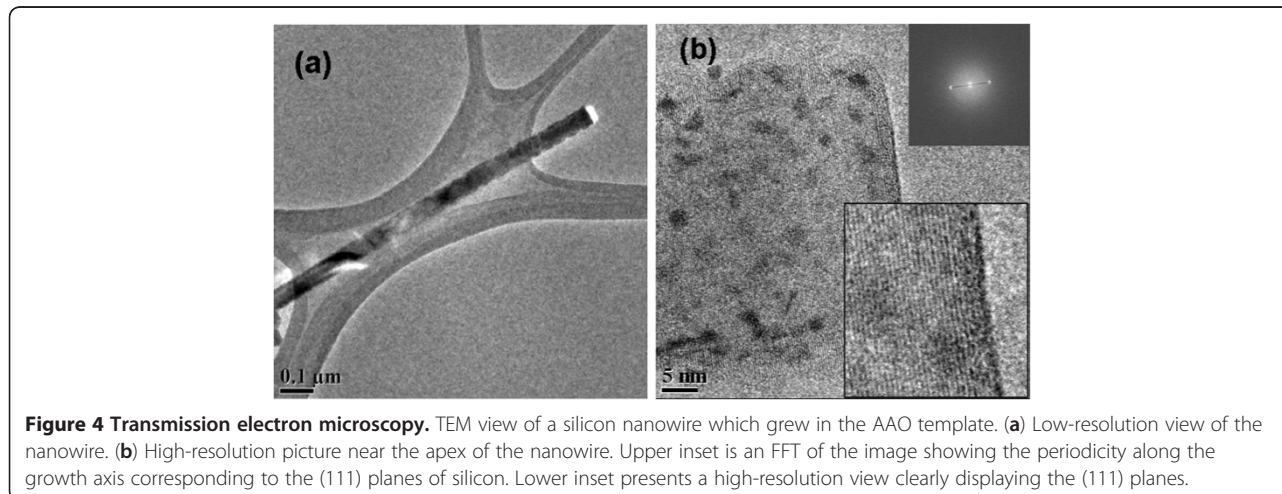 (a)
(b)
0.1 µm
5 nm
Figure 4 Transmission electron microscopy. TEM view of a silicon nanowire which grew in the AAO template. (a) Low-resolution view of the
nanowire. (b) High-resolution picture near the apex of the nanowire. Upper inset is an FFT of the image showing the periodicity along the
growth axis corresponding to the (111) planes of silicon. Lower inset presents a high-resolution view clearly displaying the (111) planes.